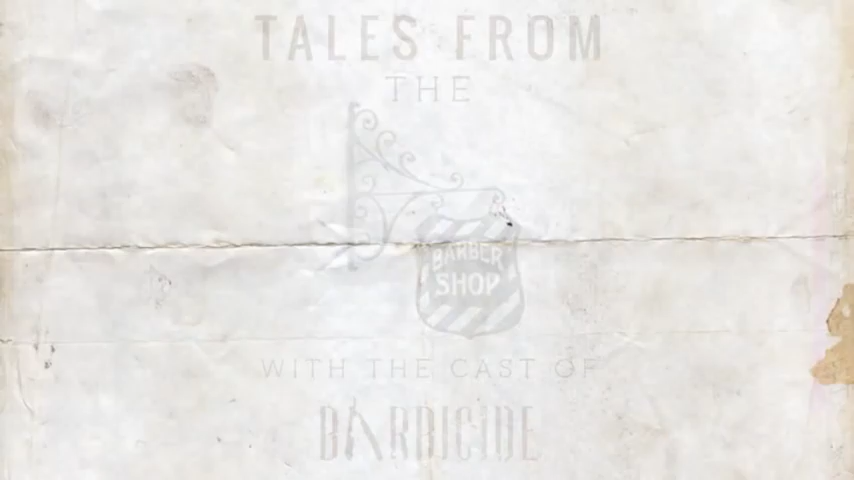 TALES FROM
THE
BARBER
SHOP
WITH THE CAST OF
BARBICIDE